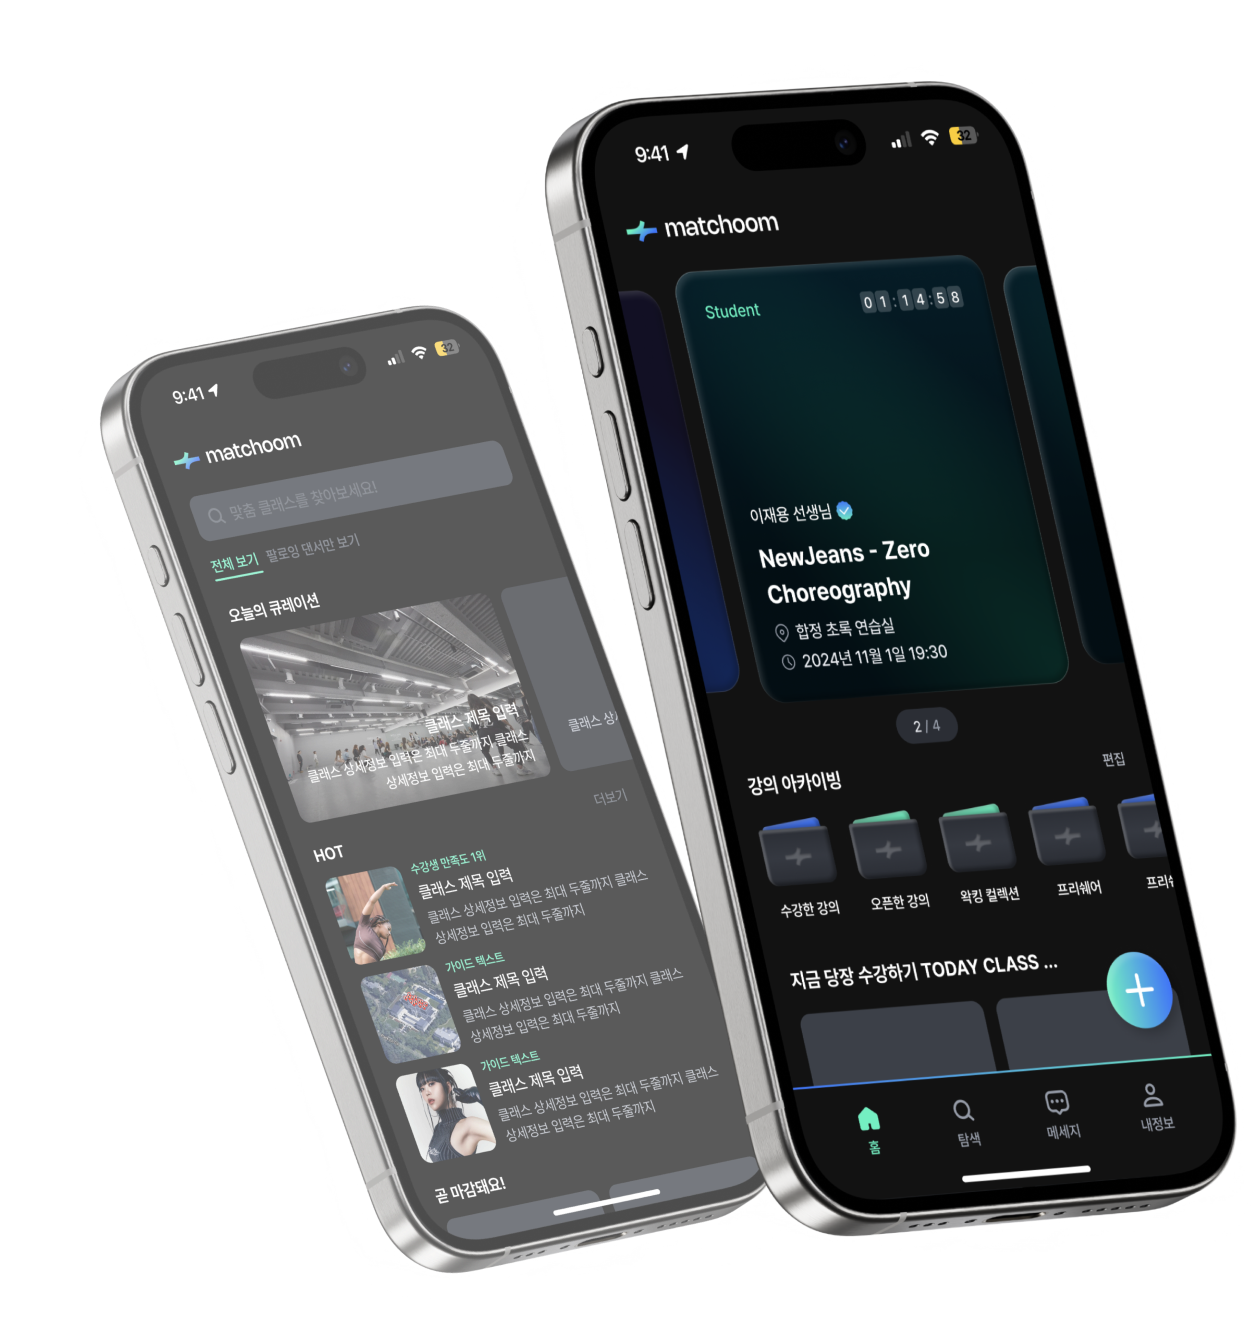 9:41
32
matchoom
맞춤 클래스를 찾아보세요!
전체 보기 팔로잉 댄서만 보기
오늘의 큐레이션
클래스 제목 입력
클래스 상세정보 입력은 최대 두줄까지 클래스
상세정보 입력은 최대 두줄까지
클래스 상
더보기
HOT
수강생 만족도 1위
클래스 제목 입력
클래스 상세정보 입력은 최대 두줄까지 클래스
상세정보 입력은 최대 두줄까지
가이드 텍스트
클래스 제목 입력
클래스 상세정보 입력은 최대 두줄까지 클래스
상세정보 입력은 최대 두줄까지
가이드 텍스트
클래스 제목 입력
클래스 상세정보 입력은 최대 두줄까지 클래스
상세정보 입력은 최대 두줄까지
곧 마감돼요!
9:41
32
matchoom
Student
01:14:58
이재용 선생님
NewJeans - Zero
Choreography
합정 초록 연습실
2024년 11월 1일 19:30
2 / 4
강의 아카이빙
편집
수강한 강의
오픈한 강의
왁킹 컬렉션
프리쉐어
프리쉐
지금 당장 수강하기 TODAY CLASS ...
홈
탐색
메세지
내정보